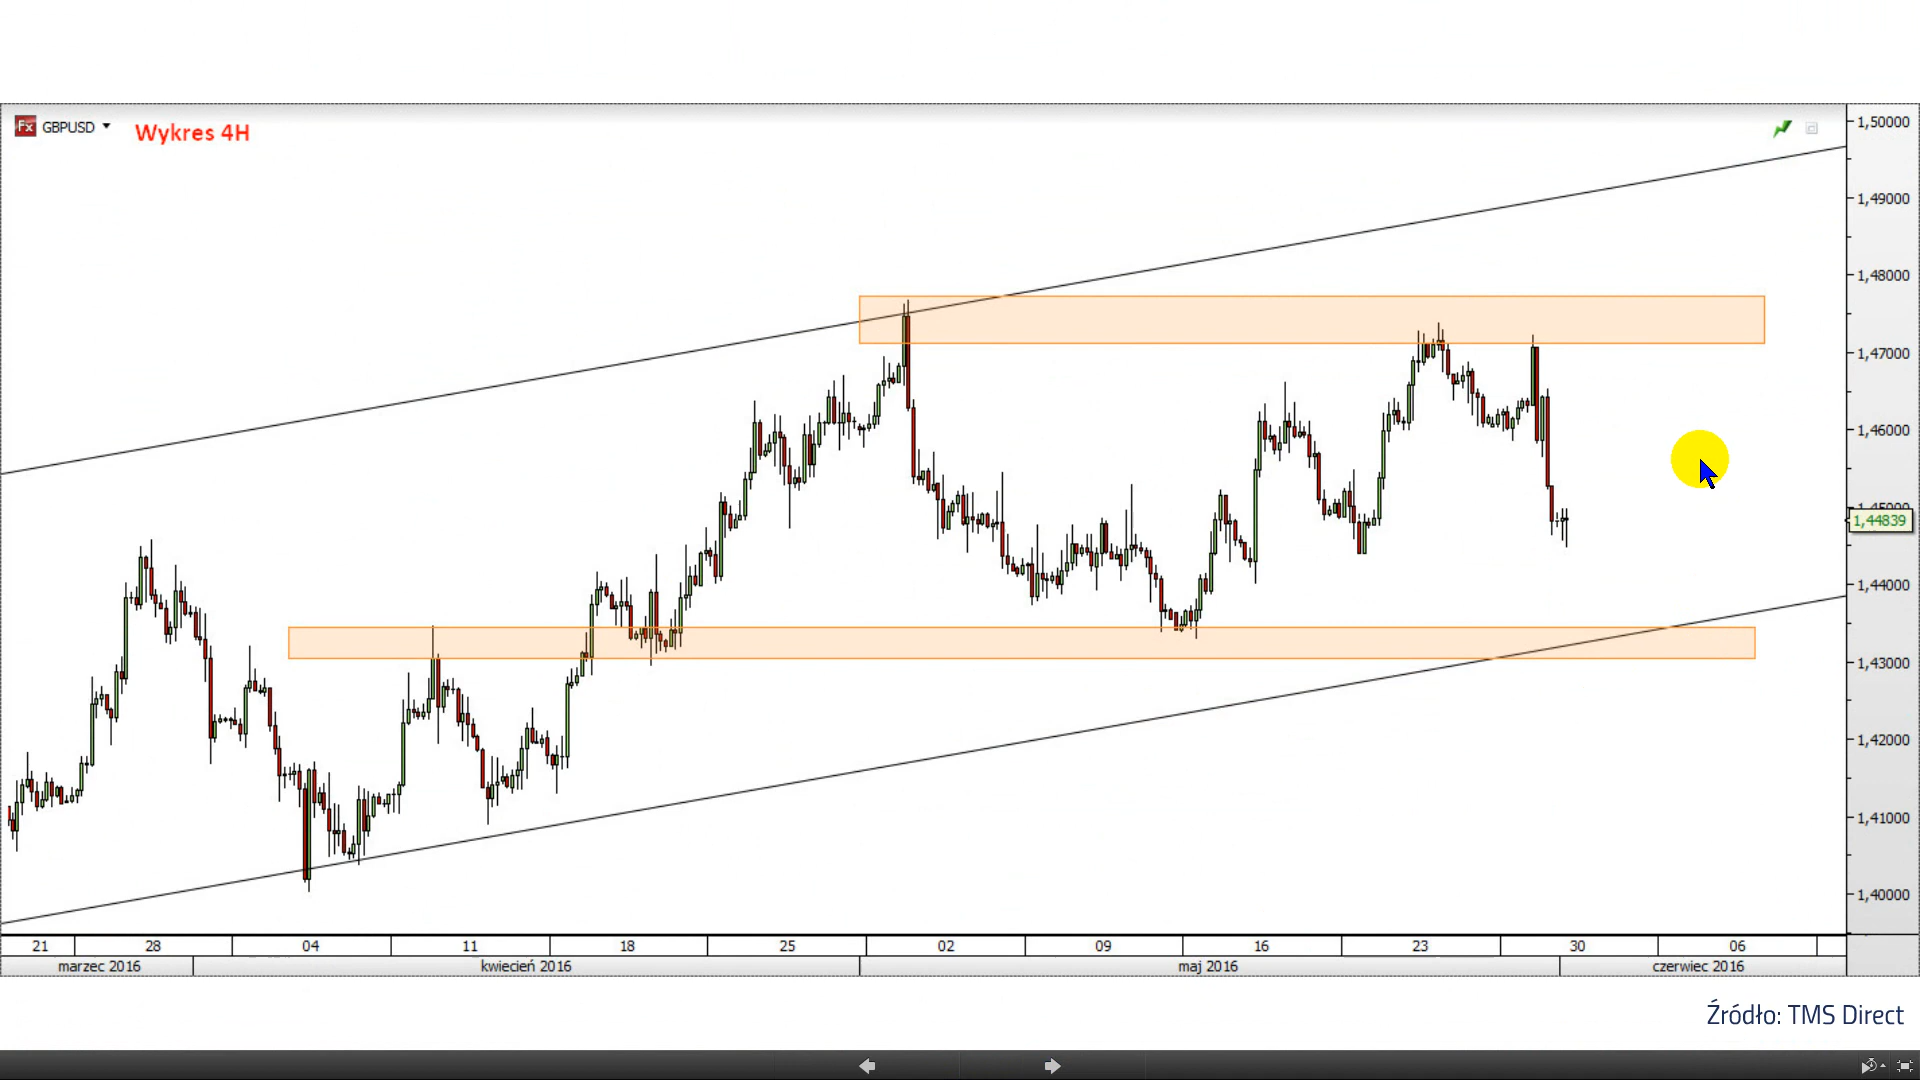 Fx GBPUSD Wykres 4H
1,50000
1,49000
1,48000
1,47000
1,46000
1,44839
1,44000
1,43000
1,42000
1,41000
1,40000
21 28 04 11 18 25 02 09 16 23 30 06
marzec 2016 kwiecień 2016 maj 2016 czerwiec 2016
Źródło: TMS Direct